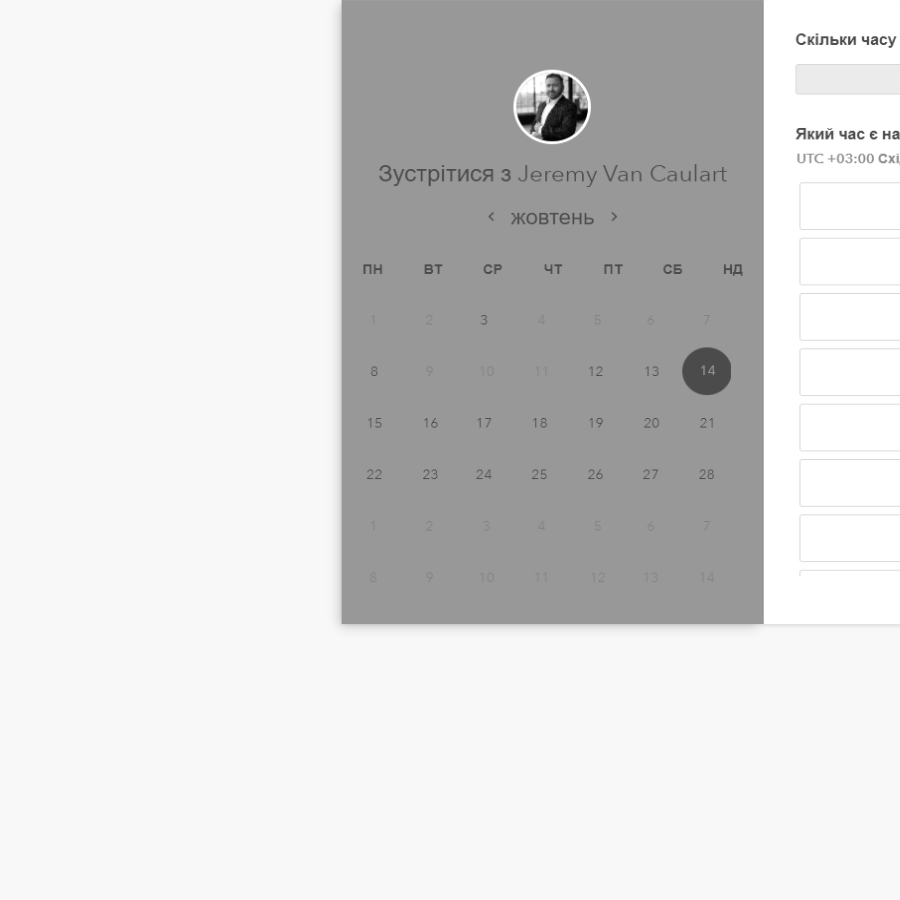 Зустрітися з Jeremy Van Caulart
жовтень
ПН ВТ СР ЧТ ПТ СБ НД
1 2 3 4 5 6 7
8 9 10 11 12 13 14
15 16 17 18 19 20 21
22 23 24 25 26 27 28
1 2 3 4 5 6 7
8 9 10 11 12 13 14
Скільки часу
Який час є
UTC +03:00